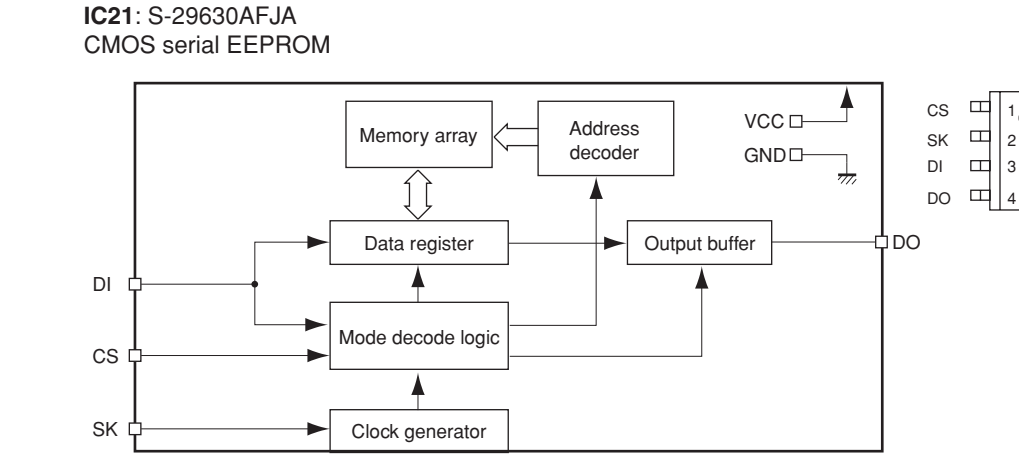 IC21: S-29630AFJA
CMOS serial EEPROM
Memory array
Address
decoder
VCC
GND
CS
SK
DI
DO
1
2
3
4
Data register
Output buffer
DO
DI
Mode decode logic
CS
SK
Clock generator